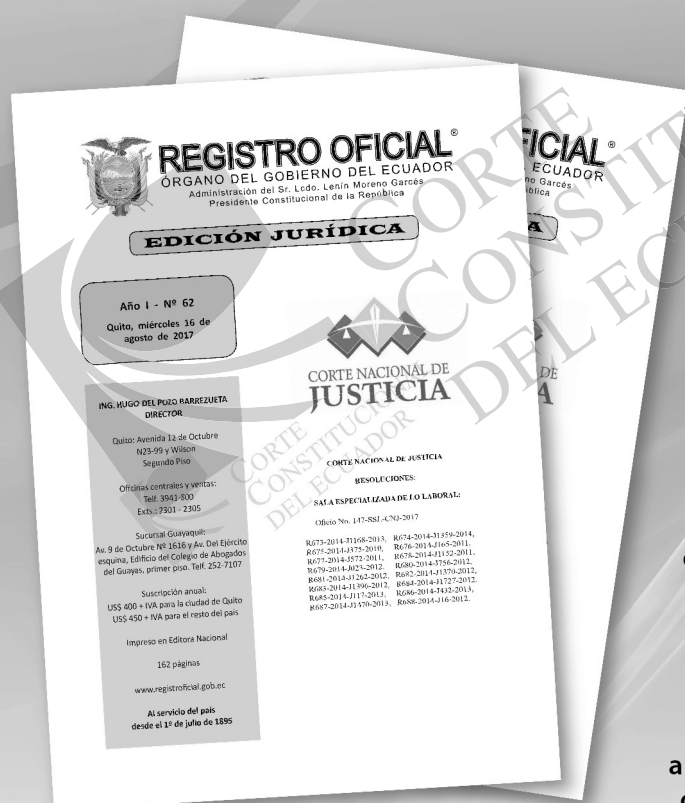 REGISTRO OFICIAL®
ÓRGANO DEL GOBIERNO DEL ECUADOR
Administración del Sr. Lcdo. Lenín Moreno Garcés
Presidente Constitucional de la República
EDICIÓN JURÍDICA
Año I - Nº 62
Quito, miércoles 16 de
agosto de 2017
ING. HUGO DEL POZO BARREZUETA
DIRECTOR
Quito: Avenida 12 de Octubre
N23-99 y Wilson
Segundo Piso
Oficinas centrales y ventas:
Telf. 3941-800
Exts.: 2301 - 2305
Sucursal Guayaquil:
Av. 9 de Octubre Nº 1616 y Av. Del Ejército
esquina, Edificio del Colegio de Abogados
del Guayas, primer piso. Telf. 252-7107
Suscripción anual:
US$ 400 + IVA para la ciudad de Quito
US$ 450 + IVA para el resto del país
Impreso en Editora Nacional
162 páginas
www.registroficial.gob.ec
Al servicio del país
desde el 1º de julio de 1895
CORTE NACIONAL DE
JUSTICIA
CORTE NACIONAL DE JUSTICIA
RESOLUCIONES:
SALA ESPECIALIZADA DE LO LABORAL:
Oficio No. 147-SSL-CNJ-2017
R673-2014-J1168-2013, R674-2014-J1359-2014,
R675-2014-J375-2010, R676-2014-J165-2011,
R677-2014-J572-2011, R678-2014-J1152-2011,
R679-2014-J023-2012, R680-2014-J756-2012,
R681-2014-J1262-2012, R682-2014-J1370-2012,
R683-2014-J1396-2012, R684-2014-J1727-2012,
R685-2014-J117-2013, R686-2014-J432-2013,
R687-2014-J1470-2013, R688-2014-J16-2012.
CORTE
CONSTITUCIONAL
DEL ECUADOR
FICIAL®
ECUADOR
no Garcés
ública
A
DE
A
CORTE
CONSTIT
DEL ECU
a